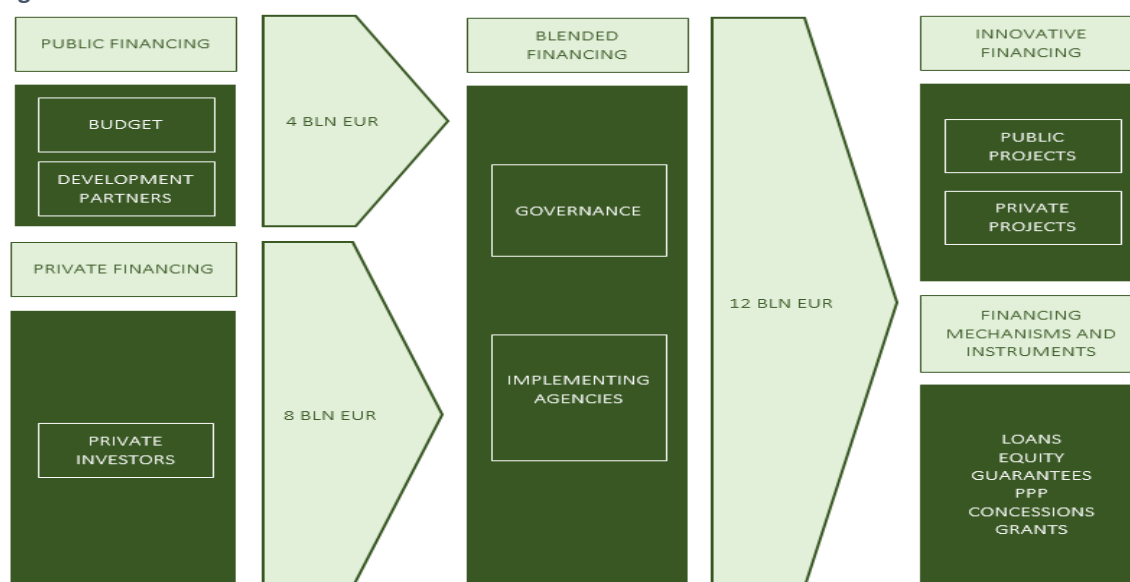 PUBLIC FINANCING
BUDGET
DEVELOPMENT
PARTNERS
4 BLN EUR
PRIVATE FINANCING
PRIVATE
INVESTORS
8 BLN EUR
BLENDED
FINANCING
GOVERNANCE
IMPLEMENTING
AGENCIES
12 BLN EUR
INNOVATIVE
FINANCING
PUBLIC
PROJECTS
PRIVATE
PROJECTS
FINANCING
MECHANISMS AND
INSTRUMENTS
LOANS
EQUITY
GUARANTEES
PPP
CONCESSIONS
GRANTS